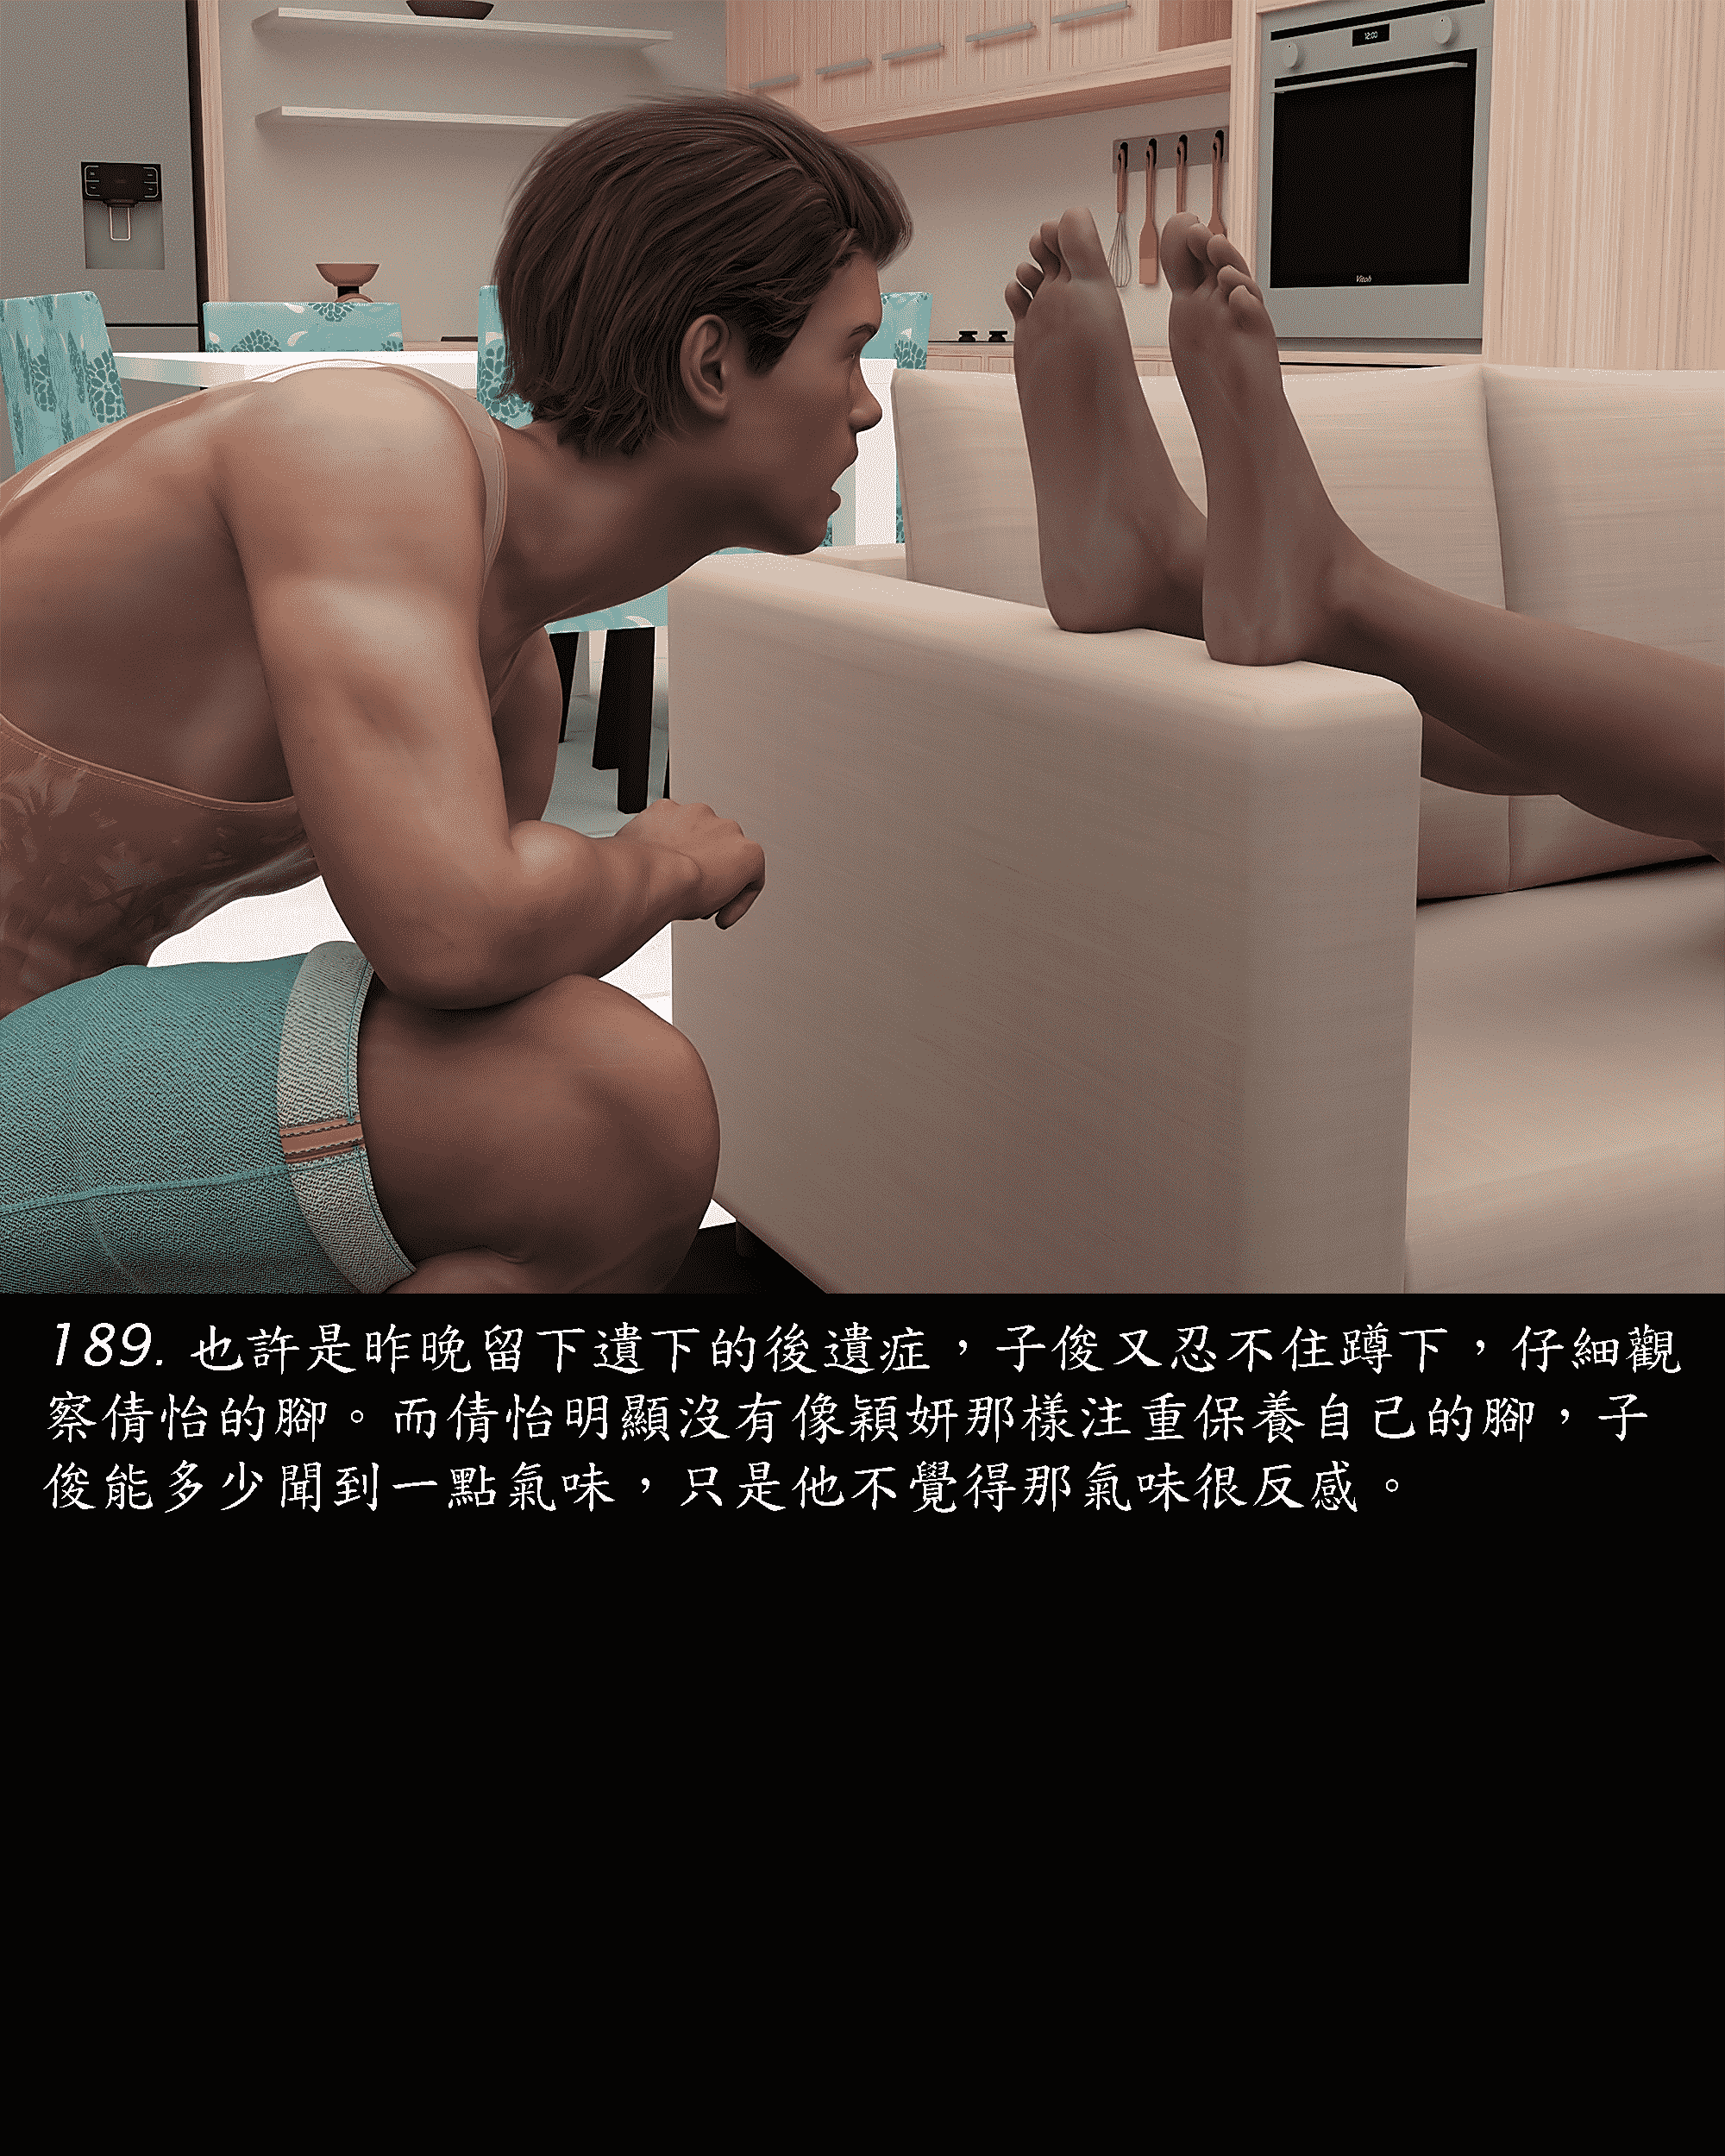 12:00
Vitoh
189. 也許是昨晚留下遺下的後遺症，子俊又忍不住蹲下，仔細觀
察倩怡的腳。而倩怡明顯沒有像穎妍那樣注重保養自己的腳，子
俊能多少聞到一點氣味，只是他不覺得那氣味很反感。